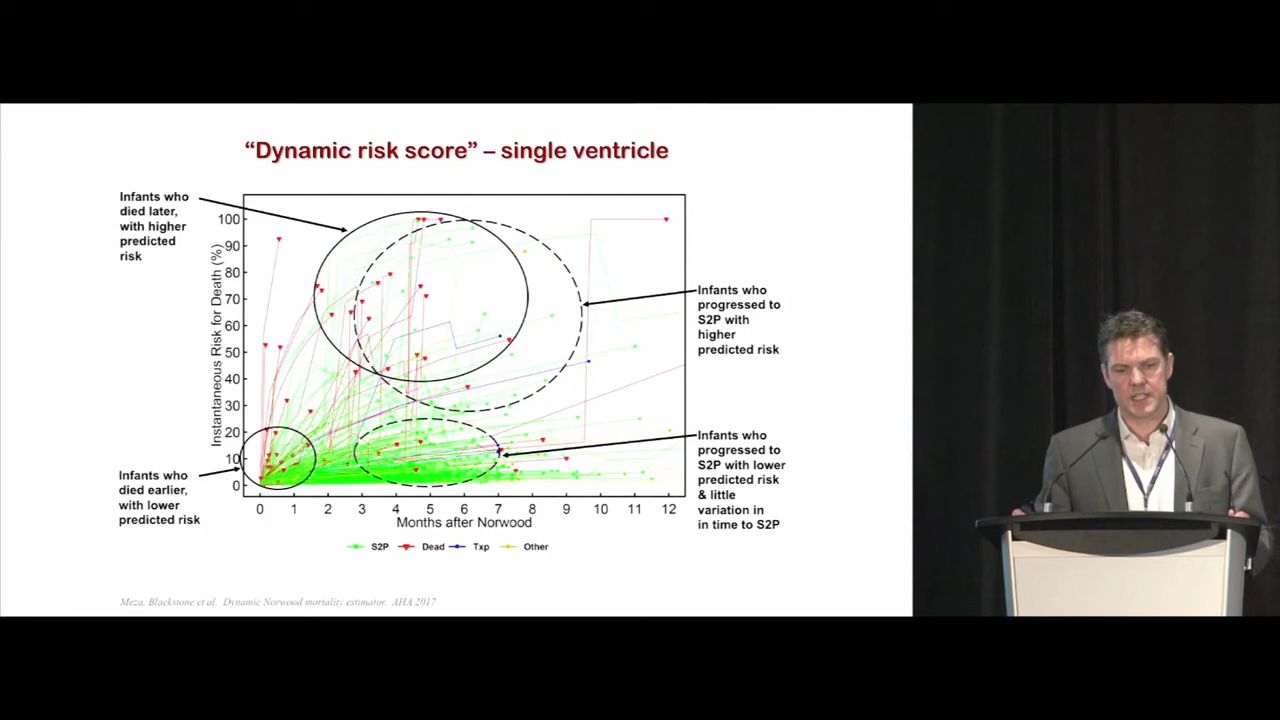 “Dynamic risk score” – single ventricle
Infants who
died later,
with higher
predicted
risk
Infants who
died earlier,
with lower
predicted risk
Instantaneous Risk for Death (%)
100
90
80
70
60
50
40
30
20
10
0
0 1 2 3 4 5 6 7 8 9 10 11 12
Months after Norwood
S2P Dead Txp Other
Infants who
progressed to
S2P with
higher
predicted risk
Infants who
progressed to
S2P with lower
predicted risk
& little
variation in
in time to S2P
Meza. Blackstone et al. Dynamic Norwood mortality estimator. AHA 2017